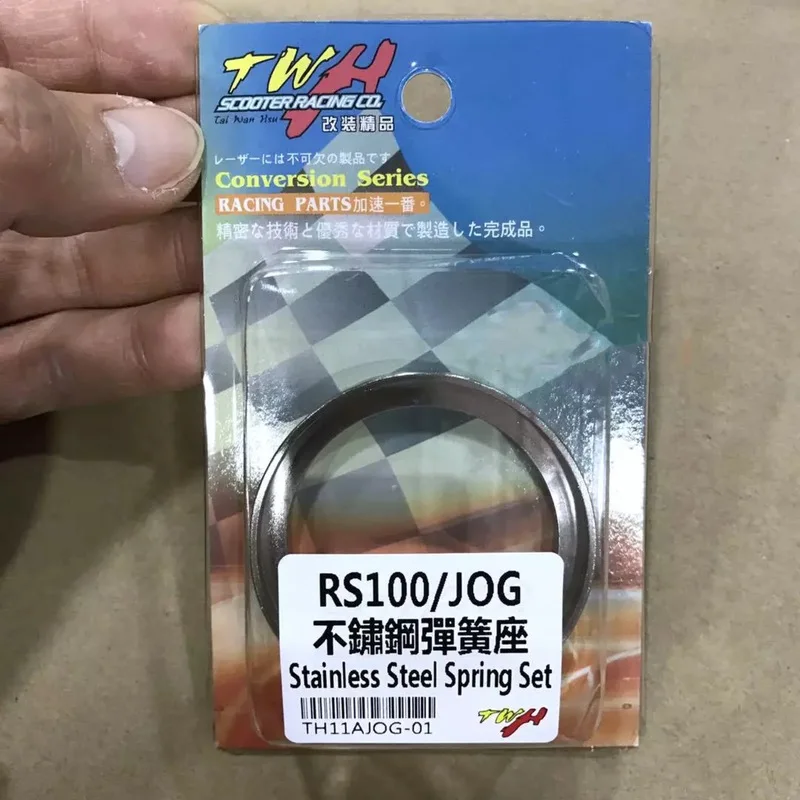 TWH
SCOOTER RACING CO.
Tai Wan Hsu
改装精品
レーザーには不可欠の製品です
Conversion Series
RACING PARTS加速一番。
精密な技術と優秀な材質で製造した完成品。
RS100/JOG
不鏽鋼彈簧座
Stainless Steel Spring Set
TH11AJOG-01
TWH